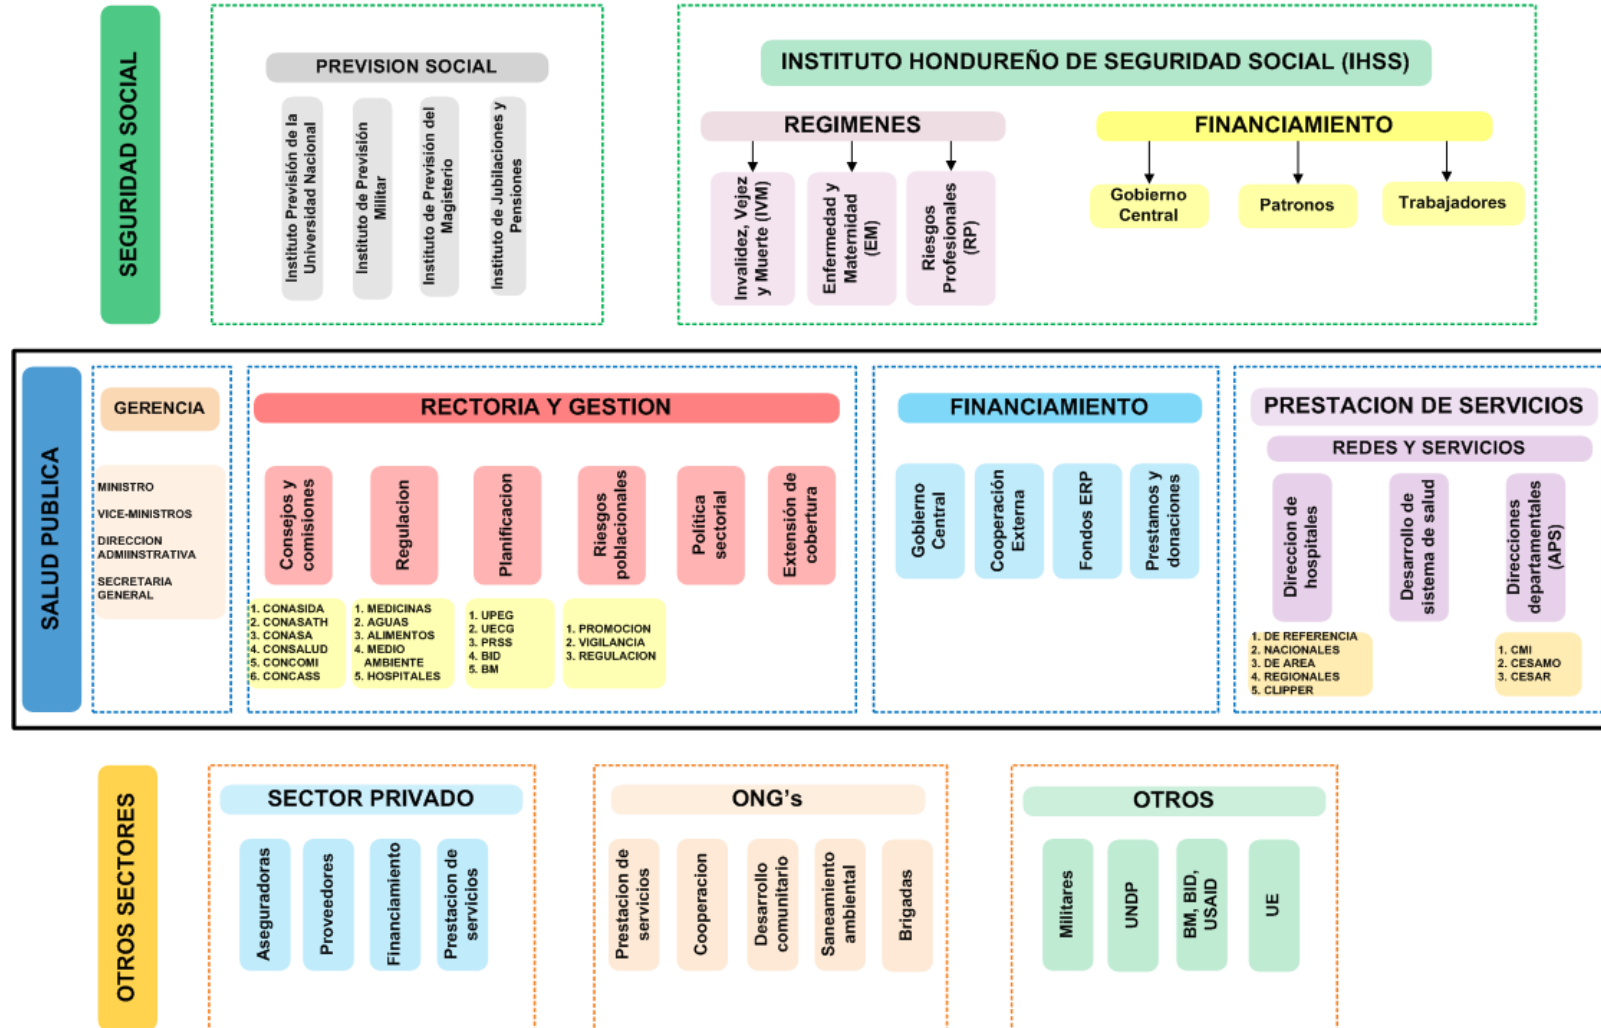 SEGURIDAD SOCIAL
PREVISION SOCIAL
Instituto Previsión de la
Universidad Nacional
Instituto de Previsión
Militar
Instituto de Previsión del
Magisterio
Instituto de Jubilaciones y
Pensiones
INSTITUTO HONDUREÑO DE SEGURIDAD SOCIAL (IHSS)
REGIMENES
Invalidez, Vejez
y Muerte (IVM)
Enfermedad y
Maternidad
(EM)
Riesgos
Profesionales
(RP)
FINANCIAMIENTO
Gobierno
Central
Patronos
Trabajadores
SALUD PUBLICA
GERENCIA
MINISTRO
VICE-MINISTROS
DIRECCION
ADMIINSTRATIVA
SECRETARIA
GENERAL
RECTORIA Y GESTION
Consejos y
comisiones
1. CONASIDA
2. CONASATH
3. CONASA
4. CONSALUD
5. CONCOMI
6. CONCASS
Regulacion
1. MEDICINAS
2. AGUAS
3. ALIMENTOS
4. MEDIO
AMBIENTE
5. HOSPITALES
Planificacion
1. UPEG
2. UECG
3. PRSS
4. BID
5. BM
Riesgos
poblacionales
1. PROMOCION
2. VIGILANCIA
3. REGULACION
Política
sectorial
Extensión de
cobertura
FINANCIAMIENTO
Gobierno
Central
Cooperación
Externa
Fondos ERP
Prestamos y
donaciones
PRESTACION DE SERVICIOS
REDES Y SERVICIOS
Direccion de
hospitales
1. DE REFERENCIA
2. NACIONALES
3. DE AREA
4. REGIONALES
5. CLIPPER
Desarrollo de
sistema de salud
Direcciones
departamentales
(APS)
1. CMI
2. CESAMO
3. CESAR
OTROS SECTORES
SECTOR PRIVADO
Aseguradoras
Proveedores
Financiamiento
Prestacion de
servicios
ONG's
Prestacion de
servicios
Cooperacion
Desarrollo
comunitario
Saneamiento
ambiental
Brigadas
OTROS
Militares
UNDP
BM, BID,
USAID
UE